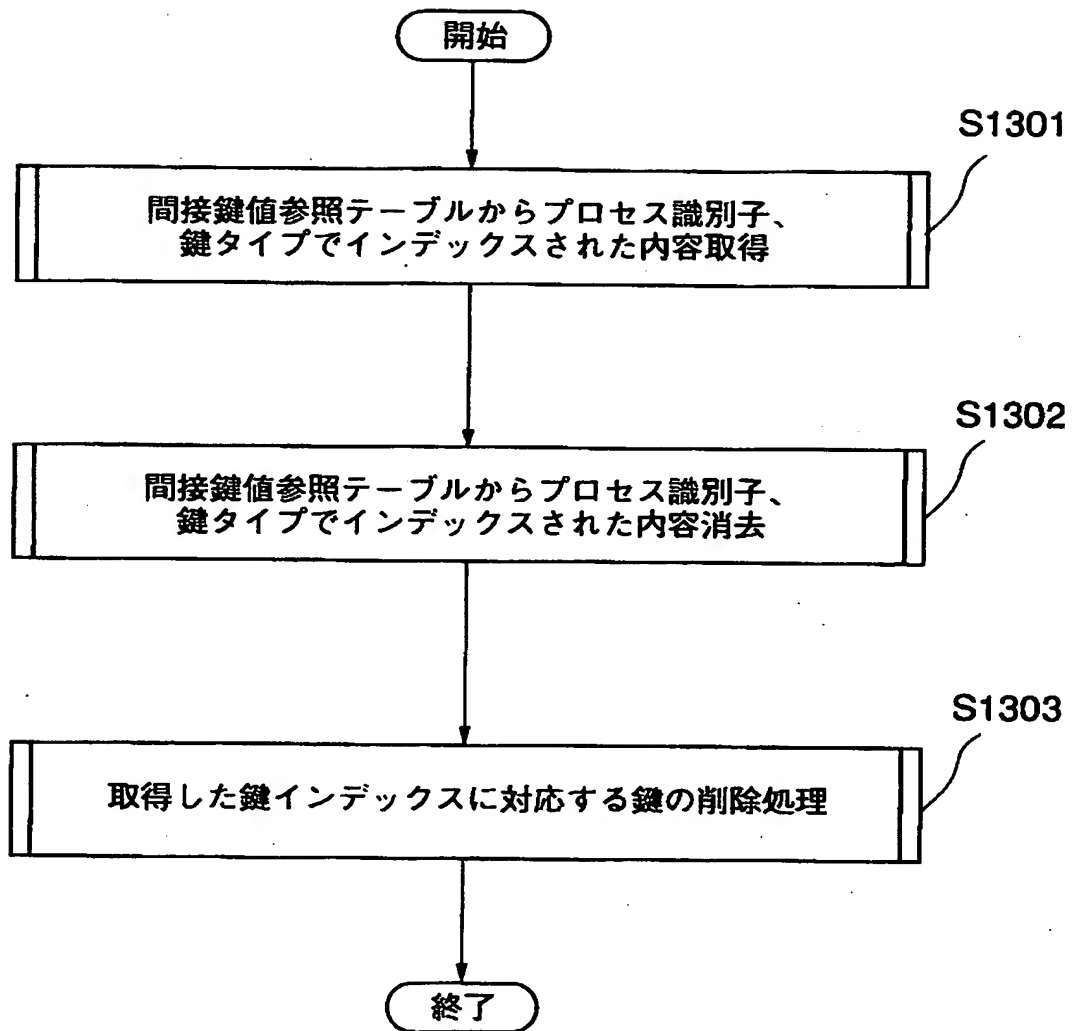 開始
S1301
間接鍵値参照テーブルからプロセス識別子、
鍵タイプでインデックスされた内容取得
S1302
間接鍵値参照テーブルからプロセス識別子、
鍵タイプでインデックスされた内容消去
S1303
取得した鍵インデックスに対応する鍵の削除処理
終了